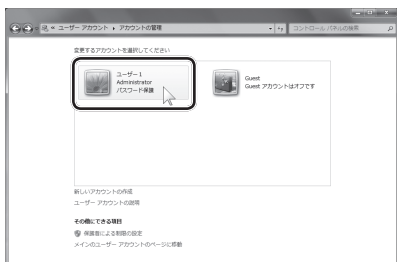 « ユーザー アカウント ▸ アカウントの管理
コントロール パネルの検索
変更するアカウントを選択してください
ユーザー 1
Administrator
パスワード保護
Guest
Guest アカウントはオフです
新しいアカウントの作成
ユーザー アカウントの説明
その他にできる項目
保護者による制限の設定
メインのユーザー アカウントのページに移動